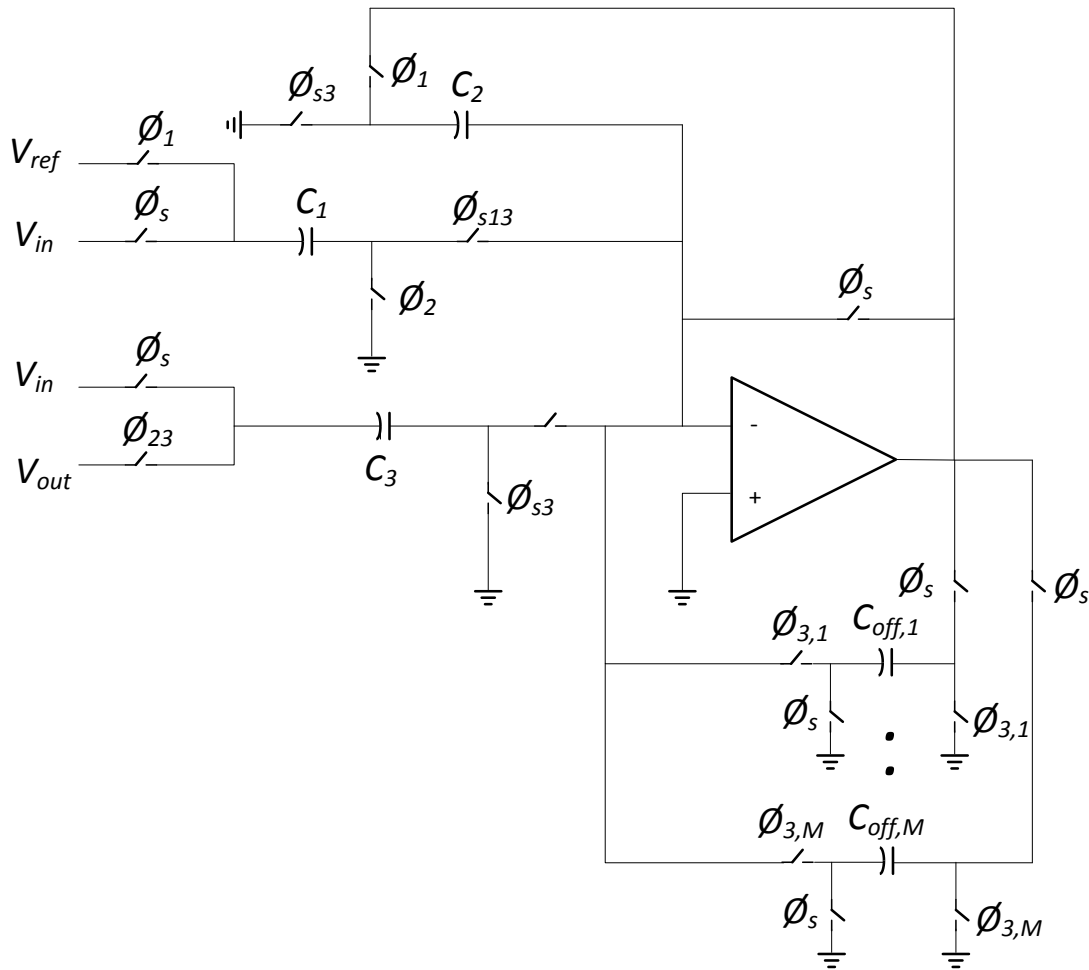 Ø1
Øs3
C2
Vref
Ø1
C1
Øs13
Vin
Øs
Ø2
Øs
Vin
Øs
Ø23
Vout
C3
Øs3
-
+
Øs
Øs
Ø3,1
Coff,1
Øs
Ø3,1
:
Ø3,M
Coff,M
Øs
Ø3,M